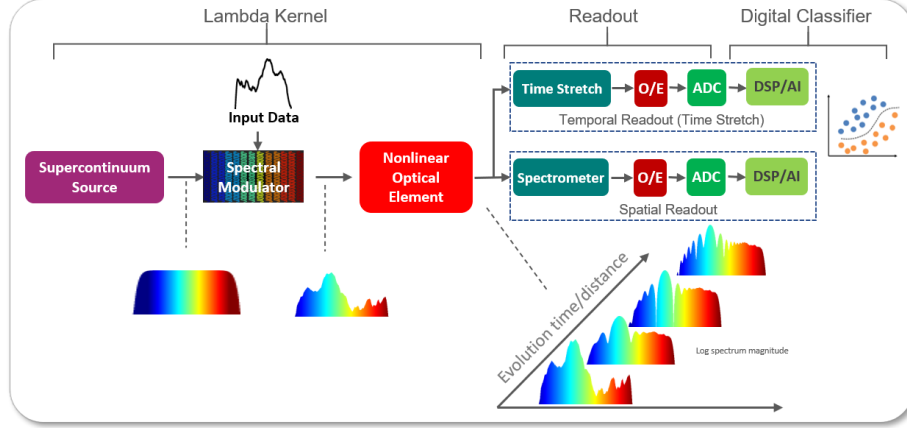 Lambda Kernel
Readout
Digital Classifier
Input Data
Supercontinuum
Source
Spectral
Modulator
Nonlinear
Optical
Element
Time Stretch
O/E
ADC
DSP/AI
Temporal Readout (Time Stretch)
Spectrometer
O/E
ADC
DSP/AI
Spatial Readout
Evolution time/distance
Log spectrum magnitude